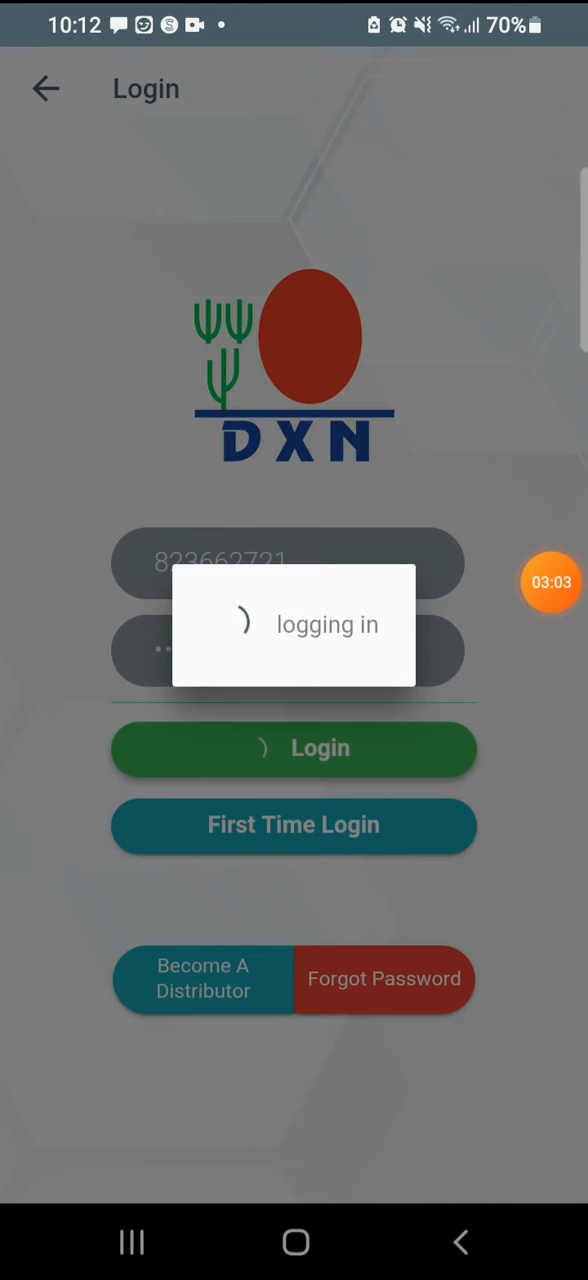 10:12
70%
Login
DXN
823662721
03:03
logging in
Login
First Time Login
Become A
Distributor
Forgot Password